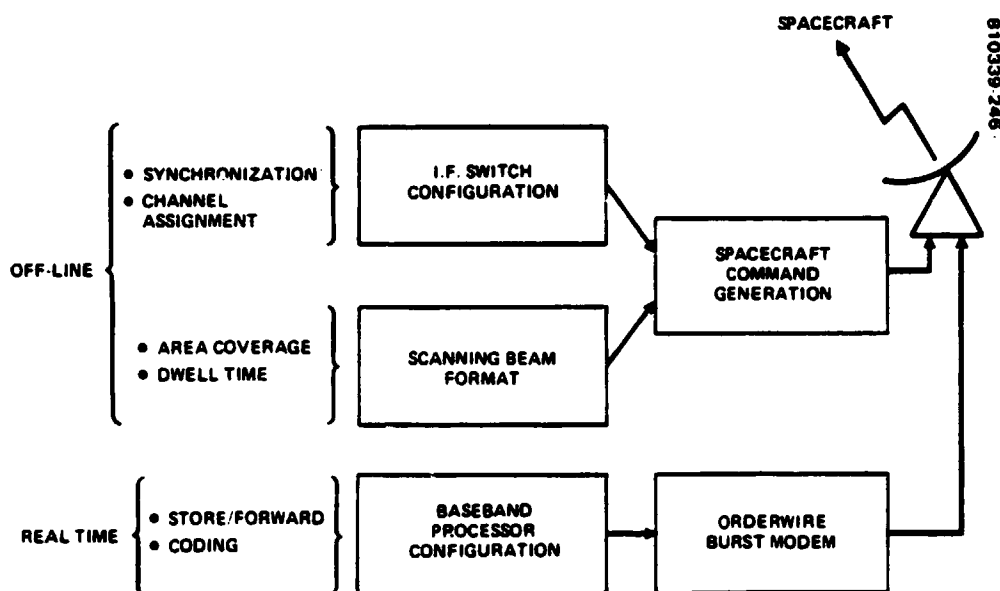 SPACECRAFT
810339-246
OFF-LINE
• SYNCHRONIZATION
• CHANNEL
ASSIGNMENT
I.F. SWITCH
CONFIGURATION
SPACECRAFT
COMMAND
GENERATION
• AREA COVERAGE
• DWELL TIME
SCANNING BEAM
FORMAT
REAL TIME
• STORE/FORWARD
• CODING
BASEBAND
PROCESSOR
CONFIGURATION
ORDERWIRE
BURST MODEM